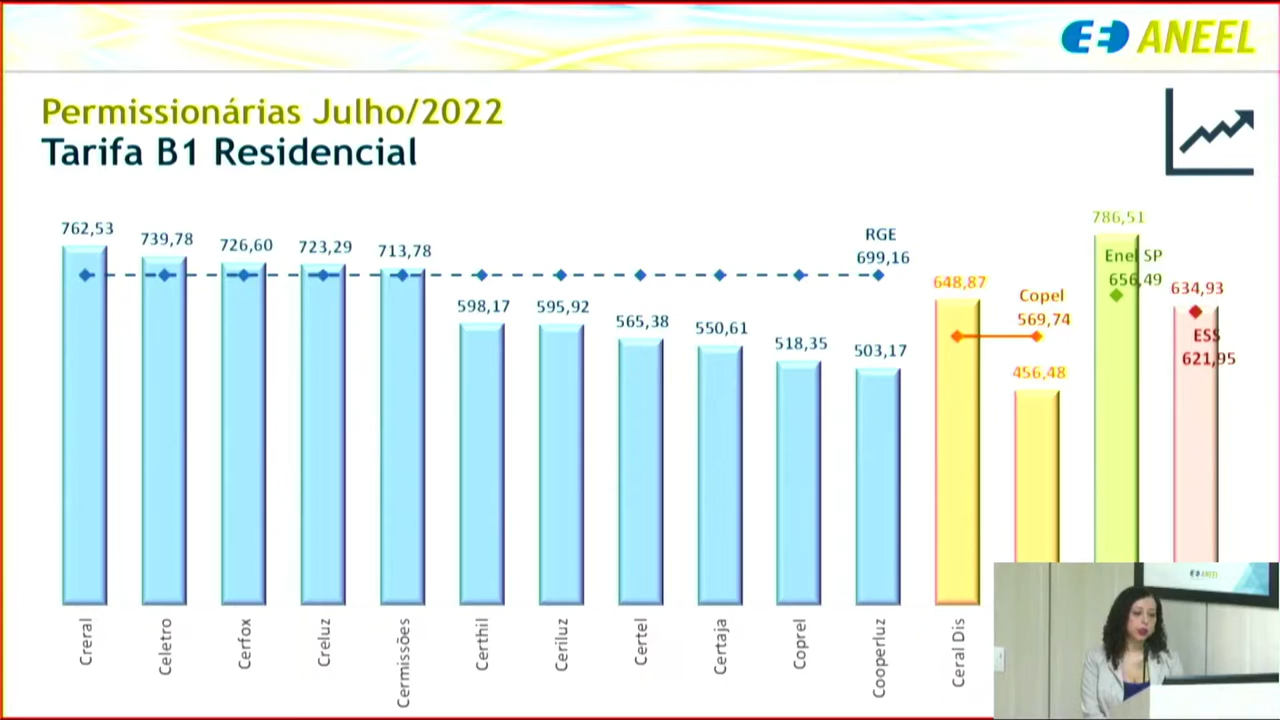 ANEEL
Permissionárias Julho/2022
Tarifa B1 Residencial
762,53
739,78
726,60
723,29
713,78
598,17
595,92
565,38
550,61
518,35
503,17
RGE
699,16
648,87
Copel
569,74
456,48
786,51
Enel SP
656,49
634,93
ESS
621,95
Creral
Celetro
Cerfox
Creluz
Cermissões
Certhil
Ceriluz
Certel
Certaja
Coprel
Cooperluz
Ceral Dis
ANEEL